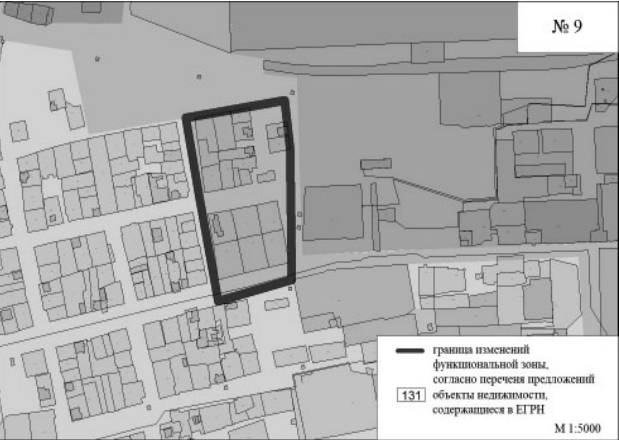 № 9
граница изменений
функциональной зоны,
согласно перечня предложений
131 объекты недвижимости,
содержащиеся в ЕГРН
М 1:5000